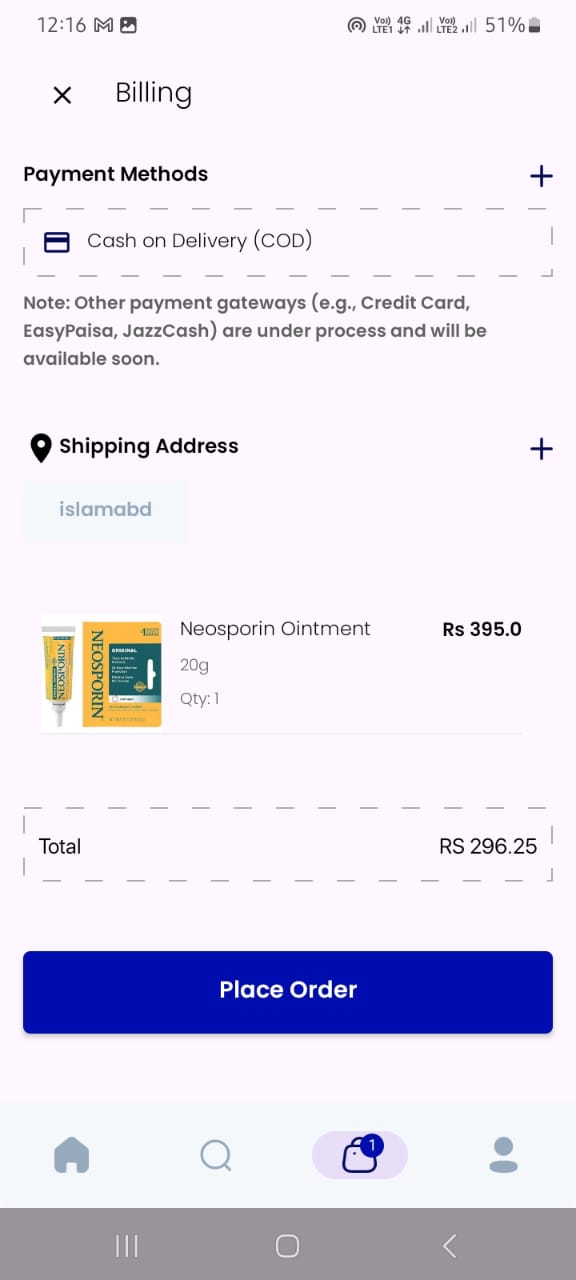 12:16
Vo) 4G Vo)
LTE1 LTE2 51%
Billing
Payment Methods
Cash on Delivery (COD)
Note: Other payment gateways (e.g., Credit Card,
EasyPaisa, JazzCash) are under process and will be
available soon.
Shipping Address
islamabd
NEOSPORIN
NEOSPORIN
ORIGINAL
Neosporin Ointment
Rs 395.0
20g
Qty: 1
Total
RS 296.25
Place Order
1